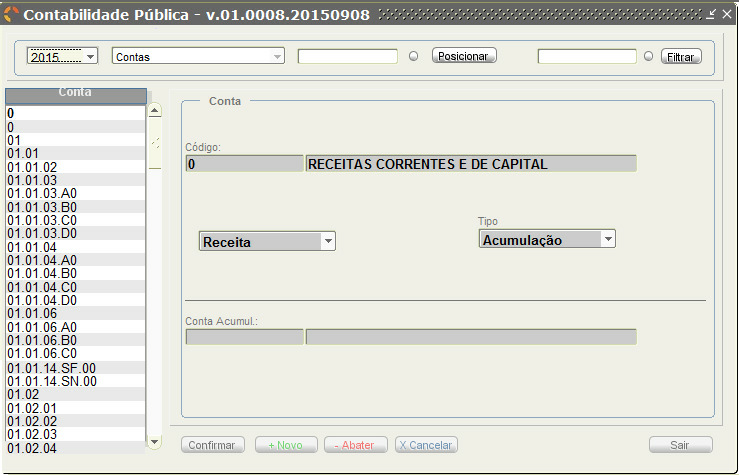 Contabilidade Pública - v.01.0008.20150908
2015....... Contas Posicionar Filtrar
Conta
0
0
01
01.01
01.01.02
01.01.03
01.01.03.A0
01.01.03.B0
01.01.03.C0
01.01.03.D0
01.01.04
01.01.04.A0
01.01.04.B0
01.01.04.C0
01.01.04.D0
01.01.06
01.01.06.A0
01.01.06.B0
01.01.06.C0
01.01.14.SF.00
01.01.14.SN.00
01.02
01.02.01
01.02.02
01.02.03
01.02.04
Conta
Código:
0 RECEITAS CORRENTES E DE CAPITAL
Tipo
Receita Acumulação
Conta Acumul.:
Confirmar + Novo - Abater X Cancelar Sair